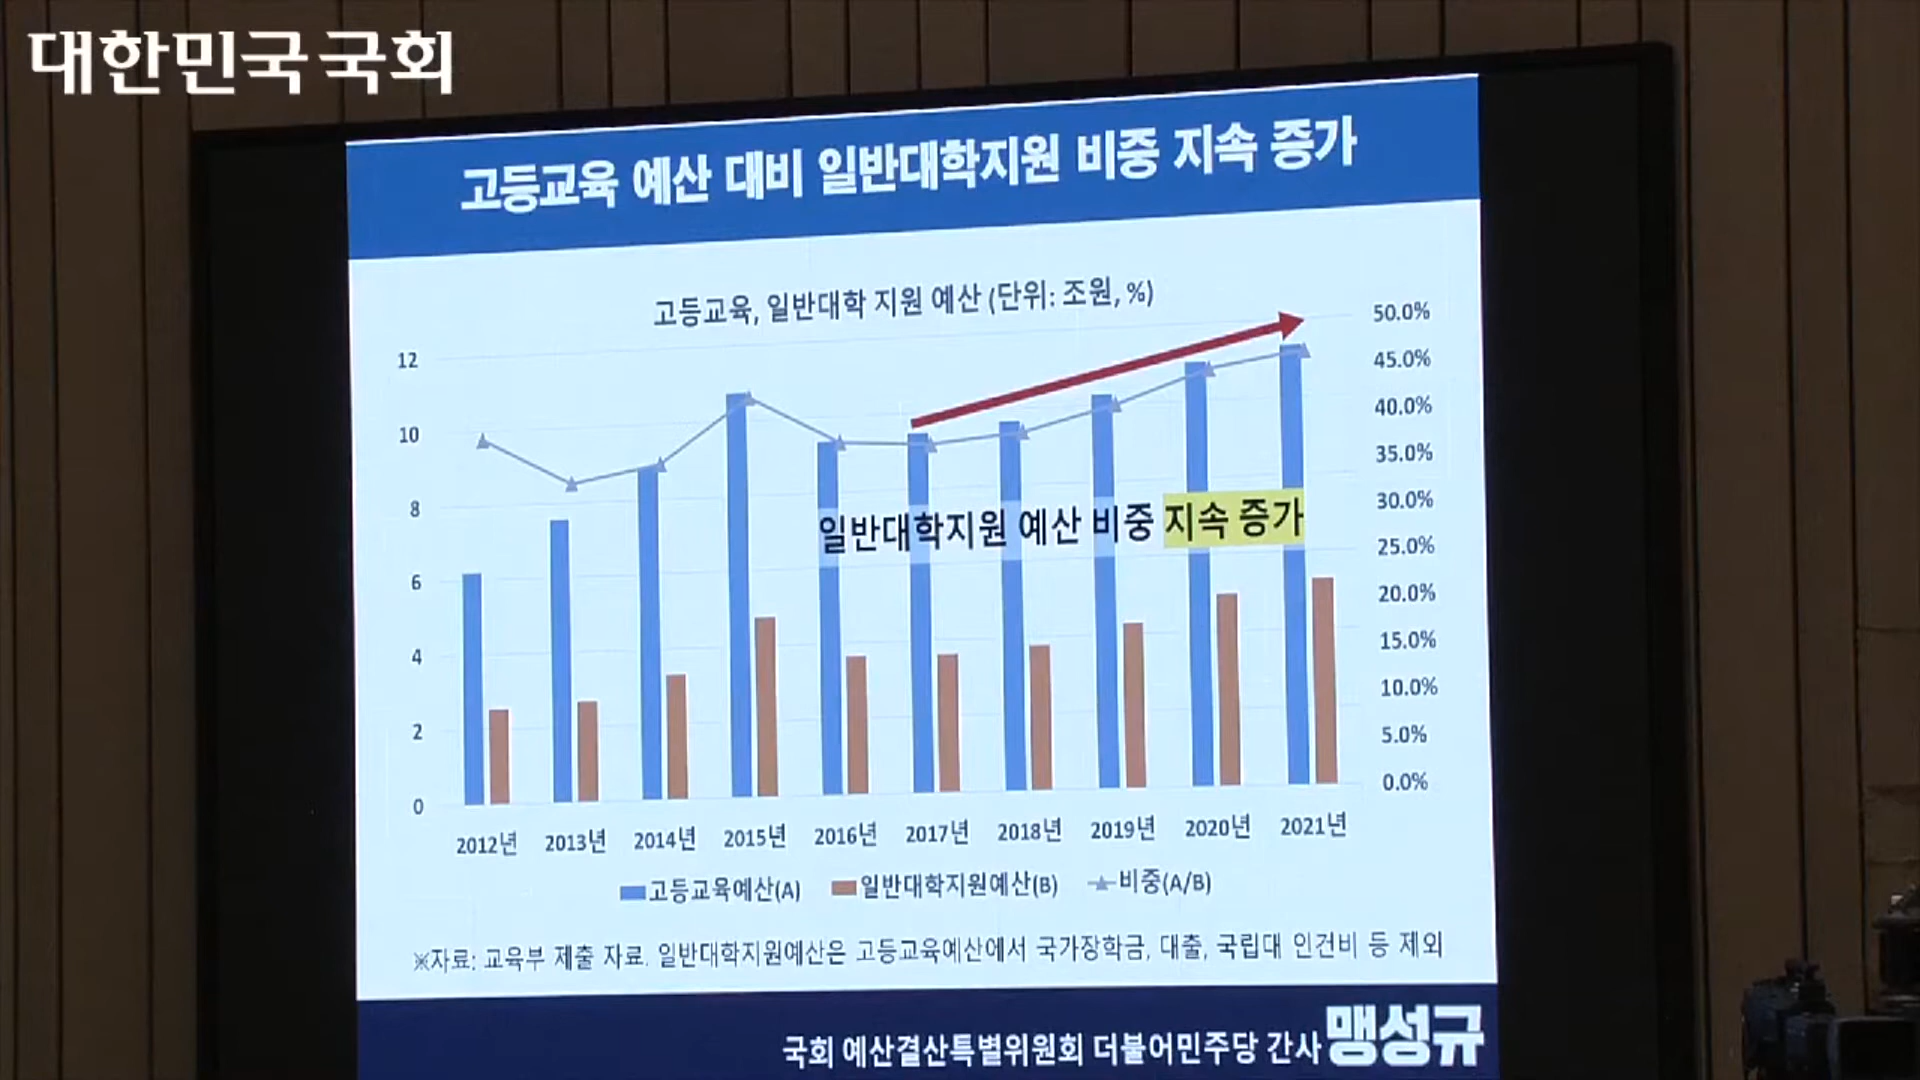 대한민국 국회
고등교육 예산 대비 일반대학지원 비중 지속 증가
고등교육, 일반대학 지원 예산 (단위: 조원, %)
12
10
8
6
4
2
0
50.0%
45.0%
40.0%
35.0%
30.0%
25.0%
20.0%
15.0%
10.0%
5.0%
0.0%
일반대학지원 예산 비중 지속 증가
2012년 2013년 2014년 2015년 2016년 2017년 2018년 2019년 2020년 2021년
고등교육예산(A) 일반대학지원예산(B) 비중(A/B)
※자료: 교육부 제출 자료. 일반대학지원예산은 고등교육예산에서 국가장학금, 대출, 국립대 인건비 등 제외
국회 예산결산특별위원회 더불어민주당 간사 맹성규